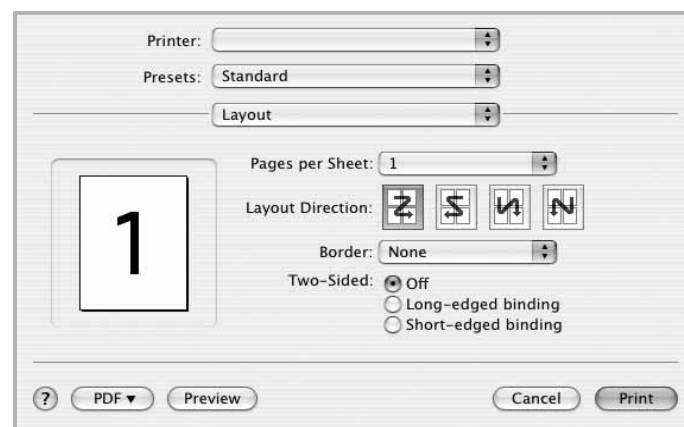 Printer:
Presets: Standard
Layout
Pages per Sheet: 1
1
Layout Direction:
Border: None
Two-Sided: Off
Long-edged binding
Short-edged binding
? PDF▼ Preview Cancel Print